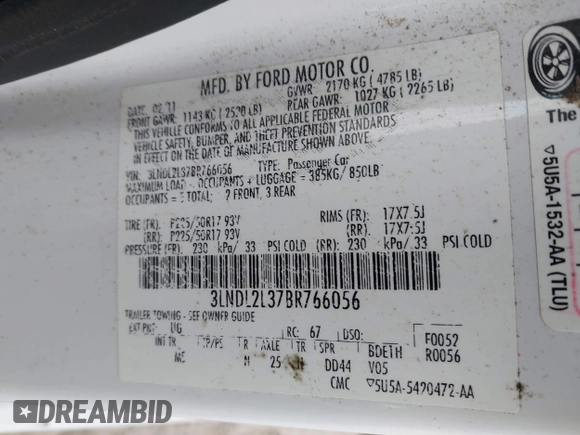 MFD. BY FORD MOTOR CO.
DATE: 02/11 GVWR: 2170 KG ( 4785 LB)
FRONT GAWR: 1143 KG ( 2520 LB) REAR GAWR: 1027 KG ( 2265 LB)
THIS VEHICLE CONFORMS TO ALL APPLICABLE FEDERAL MOTOR
VEHICLE SAFETY, BUMPER, AND THEFT PREVENTION STANDARDS
IN EFFECT ON THE DATE OF MANUFACTURE SHOWN ABOVE.
VIN: 3LNDL2L37BR766056 TYPE: Passenger Car
MAXIMUM LOAD = OCCUPANTS + LUGGAGE = 385KG/ 850LB
OCCUPANTS = 5 TOTAL: 2 FRONT, 3 REAR
TIRE (FR): P225/50R17 93V RIMS (FR): 17X7.5J
(RR): P225/50R17 93V (RR): 17X7.5J
PRESSURE (FR): 230 kPa/ 33 PSI COLD (RR): 230 kPa/ 33 PSI COLD
3LNDL2L37BR766056
TRAILER TOWING - SEE OWNER GUIDE
EXT PNT: UG RC: 67 DSO: F0052
INT TR TP/PS R AXLE TR SPR BDETH R0056
ME N 25 DD44 V05
CMC ▽5U5A-5420472-AA
The
▽5U5A-1532-AA (TLU)
DREAMBID